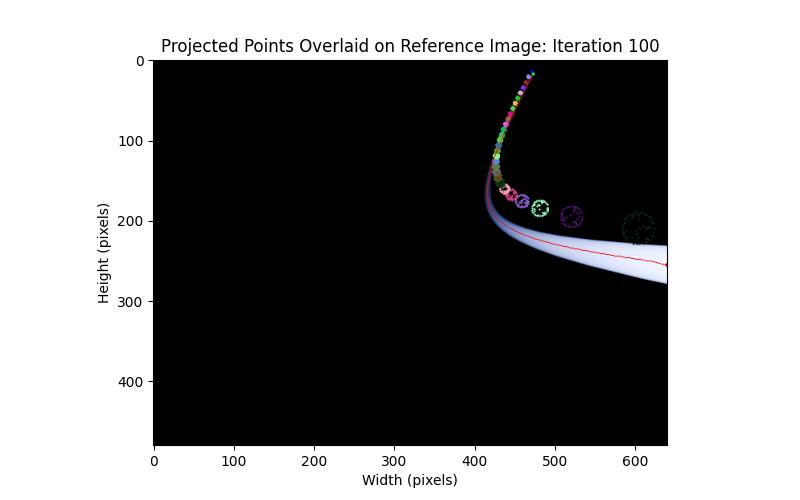 Projected Points Overlaid on Reference Image: Iteration 100
0
100
200
300
400
Height (pixels)
0 100 200 300 400 500 600
Width (pixels)